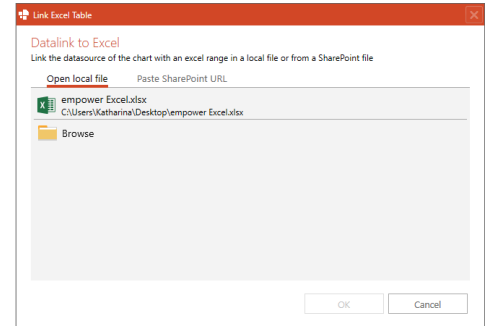 Link Excel Table
Datalink to Excel
Link the datasource of the chart with an excel range in a local file or from a SharePoint file
Open local file Paste SharePoint URL
empower Excel.xlsx
C:\Users\Katharina\Desktop\empower Excel.xlsx
Browse
OK Cancel